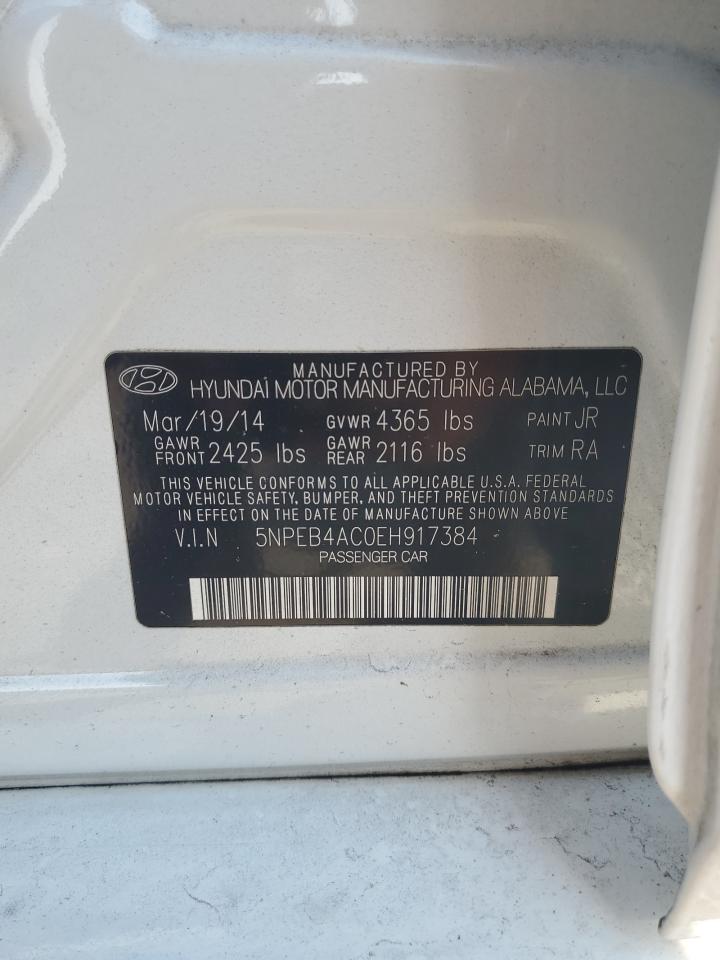 MANUFACTURED BY
HYUNDAI MOTOR MANUFACTURING ALABAMA, LLC
Mar/19/14 GVWR 4365 lbs PAINT JR
GAWR FRONT 2425 lbs GAWR REAR 2116 lbs TRIM RA
THIS VEHICLE CONFORMS TO ALL APPLICABLE U.S.A. FEDERAL
MOTOR VEHICLE SAFETY, BUMPER, AND THEFT PREVENTION STANDARDS
IN EFFECT ON THE DATE OF MANUFACTURE SHOWN ABOVE
V.I.N 5NPEB4AC0EH917384
PASSENGER CAR